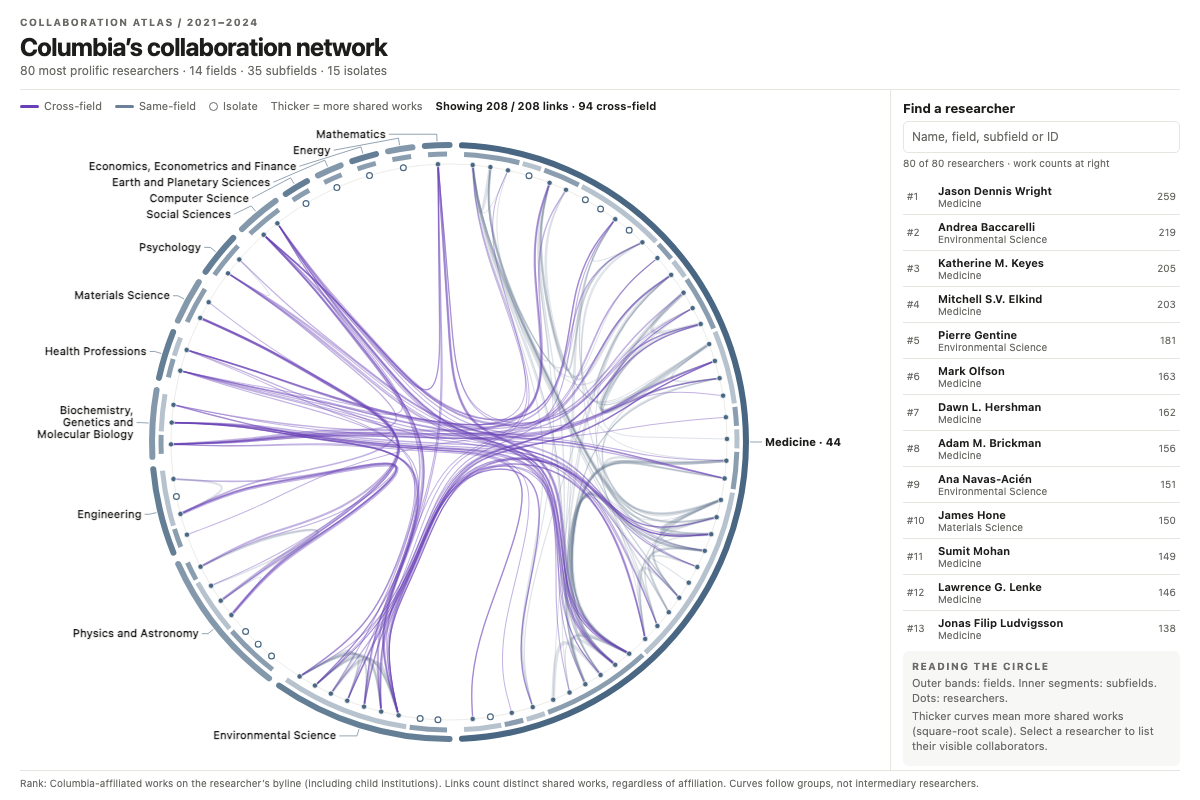 COLLABORATION ATLAS / 2021–2024
Columbia's collaboration network
80 most prolific researchers · 14 fields · 35 subfields · 15 isolates
Cross-field
Same-field
Isolate
Thicker = more shared works
Showing 208 / 208 links · 94 cross-field
Mathematics
Energy
Economics, Econometrics and Finance
Earth and Planetary Sciences
Computer Science
Social Sciences
Psychology
Materials Science
Health Professions
Biochemistry,
Genetics and
Molecular Biology
Engineering
Physics and Astronomy
Environmental Science
Medicine · 44
Find a researcher
Name, field, subfield or ID
80 of 80 researchers · work counts at right
#1 Jason Dennis Wright 259
Medicine
#2 Andrea Baccarelli 219
Environmental Science
#3 Katherine M. Keyes 205
Medicine
#4 Mitchell S.V. Elkind 203
Medicine
#5 Pierre Gentine 181
Environmental Science
#6 Mark Olfson 163
Medicine
#7 Dawn L. Hershman 162
Medicine
#8 Adam M. Brickman 156
Medicine
#9 Ana Navas-Acién 151
Environmental Science
#10 James Hone 150
Materials Science
#11 Sumit Mohan 149
Medicine
#12 Lawrence G. Lenke 146
Medicine
#13 Jonas Filip Ludvigsson 138
Medicine
READING THE CIRCLE
Outer bands: fields. Inner segments: subfields.
Dots: researchers.
Thicker curves mean more shared works
(square-root scale). Select a researcher to list
their visible collaborators.
Rank: Columbia-affiliated works on the researcher's byline (including child institutions). Links count distinct shared works, regardless of affiliation. Curves follow groups, not intermediary researchers.